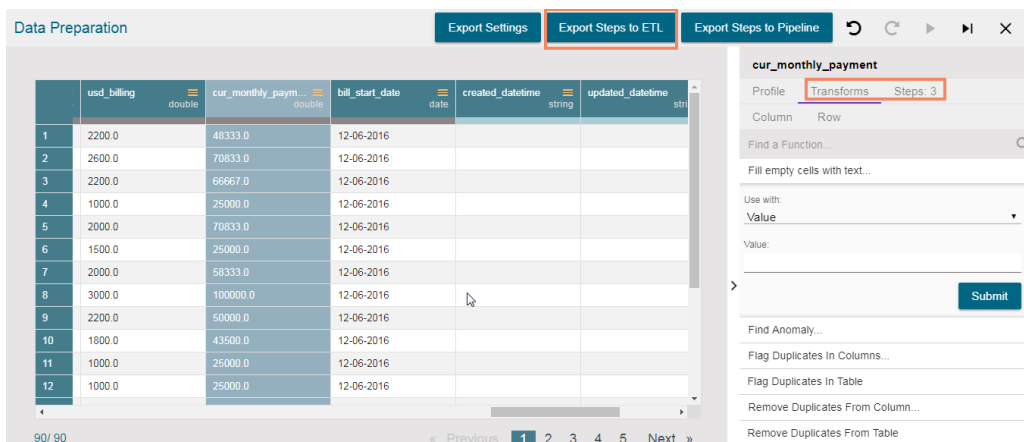 Data Preparation
Export Settings
Export Steps to ETL
Export Steps to Pipeline
usd_billing
double
cur_monthly_paym...
double
bill_start_date
date
created_datetime
string
updated_datetime
stri
1 2200.0 48333.0 12-06-2016
2 2600.0 70833.0 12-06-2016
3 2200.0 66667.0 12-06-2016
4 1000.0 25000.0 12-06-2016
5 2000.0 70833.0 12-06-2016
6 1500.0 25000.0 12-06-2016
7 2000.0 58333.0 12-06-2016
8 3000.0 100000.0 12-06-2016
9 2200.0 50000.0 12-06-2016
10 1800.0 43500.0 12-06-2016
11 1000.0 25000.0 12-06-2016
12 1000.0 25000.0 12-06-2016
90/ 90
« Previous 1 2 3 4 5 Next »
cur_monthly_payment
Profile Transforms Steps: 3
Column Row
Find a Function...
Fill empty cells with text...
Use with:
Value
Value:
Submit
Find Anomaly...
Flag Duplicates In Columns...
Flag Duplicates In Table
Remove Duplicates From Column...
Remove Duplicates From Table